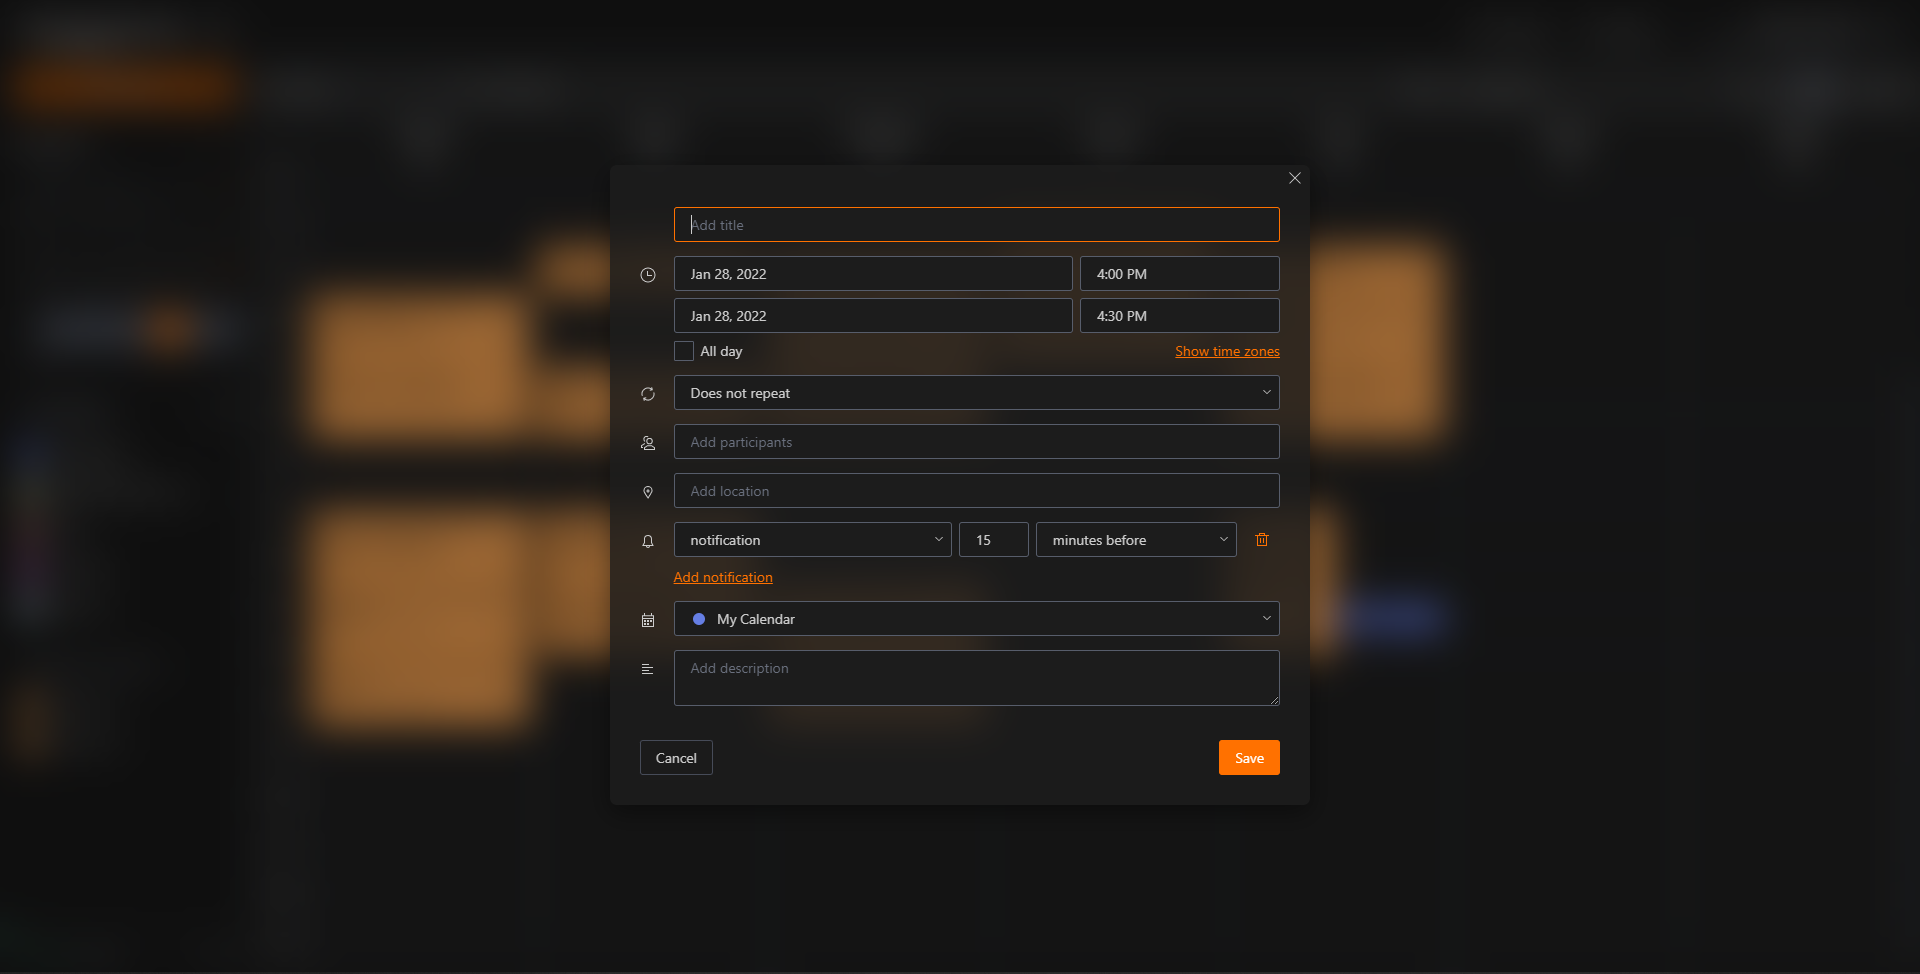 Add title
Jan 28, 2022 4:00 PM
Jan 28, 2022 4:30 PM
All day Show time zones
Does not repeat
Add participants
Add location
notification 15 minutes before
Add notification
My Calendar
Add description
Cancel Save